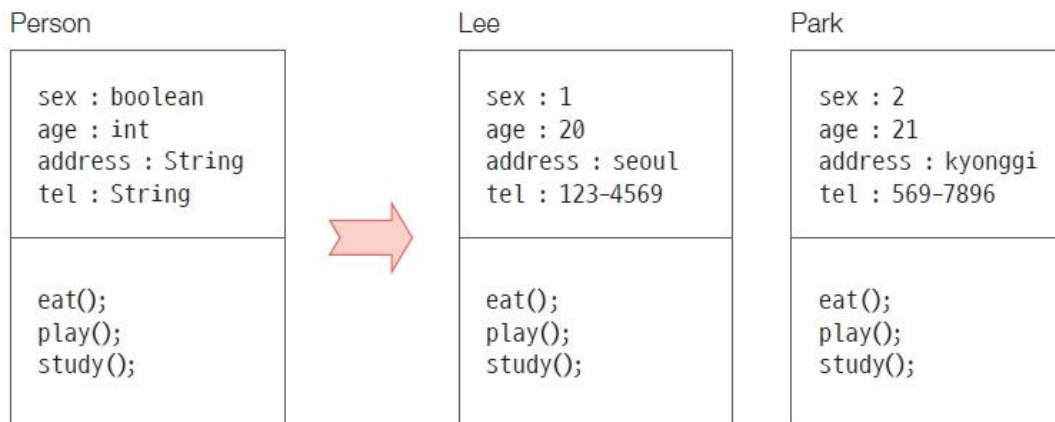 Person
sex : boolean
age : int
address : String
tel : String
eat();
play();
study();
Lee
sex : 1
age : 20
address : seoul
tel : 123-4569
eat();
play();
study();
Park
sex : 2
age : 21
address : kyonggi
tel : 569-7896
eat();
play();
study();